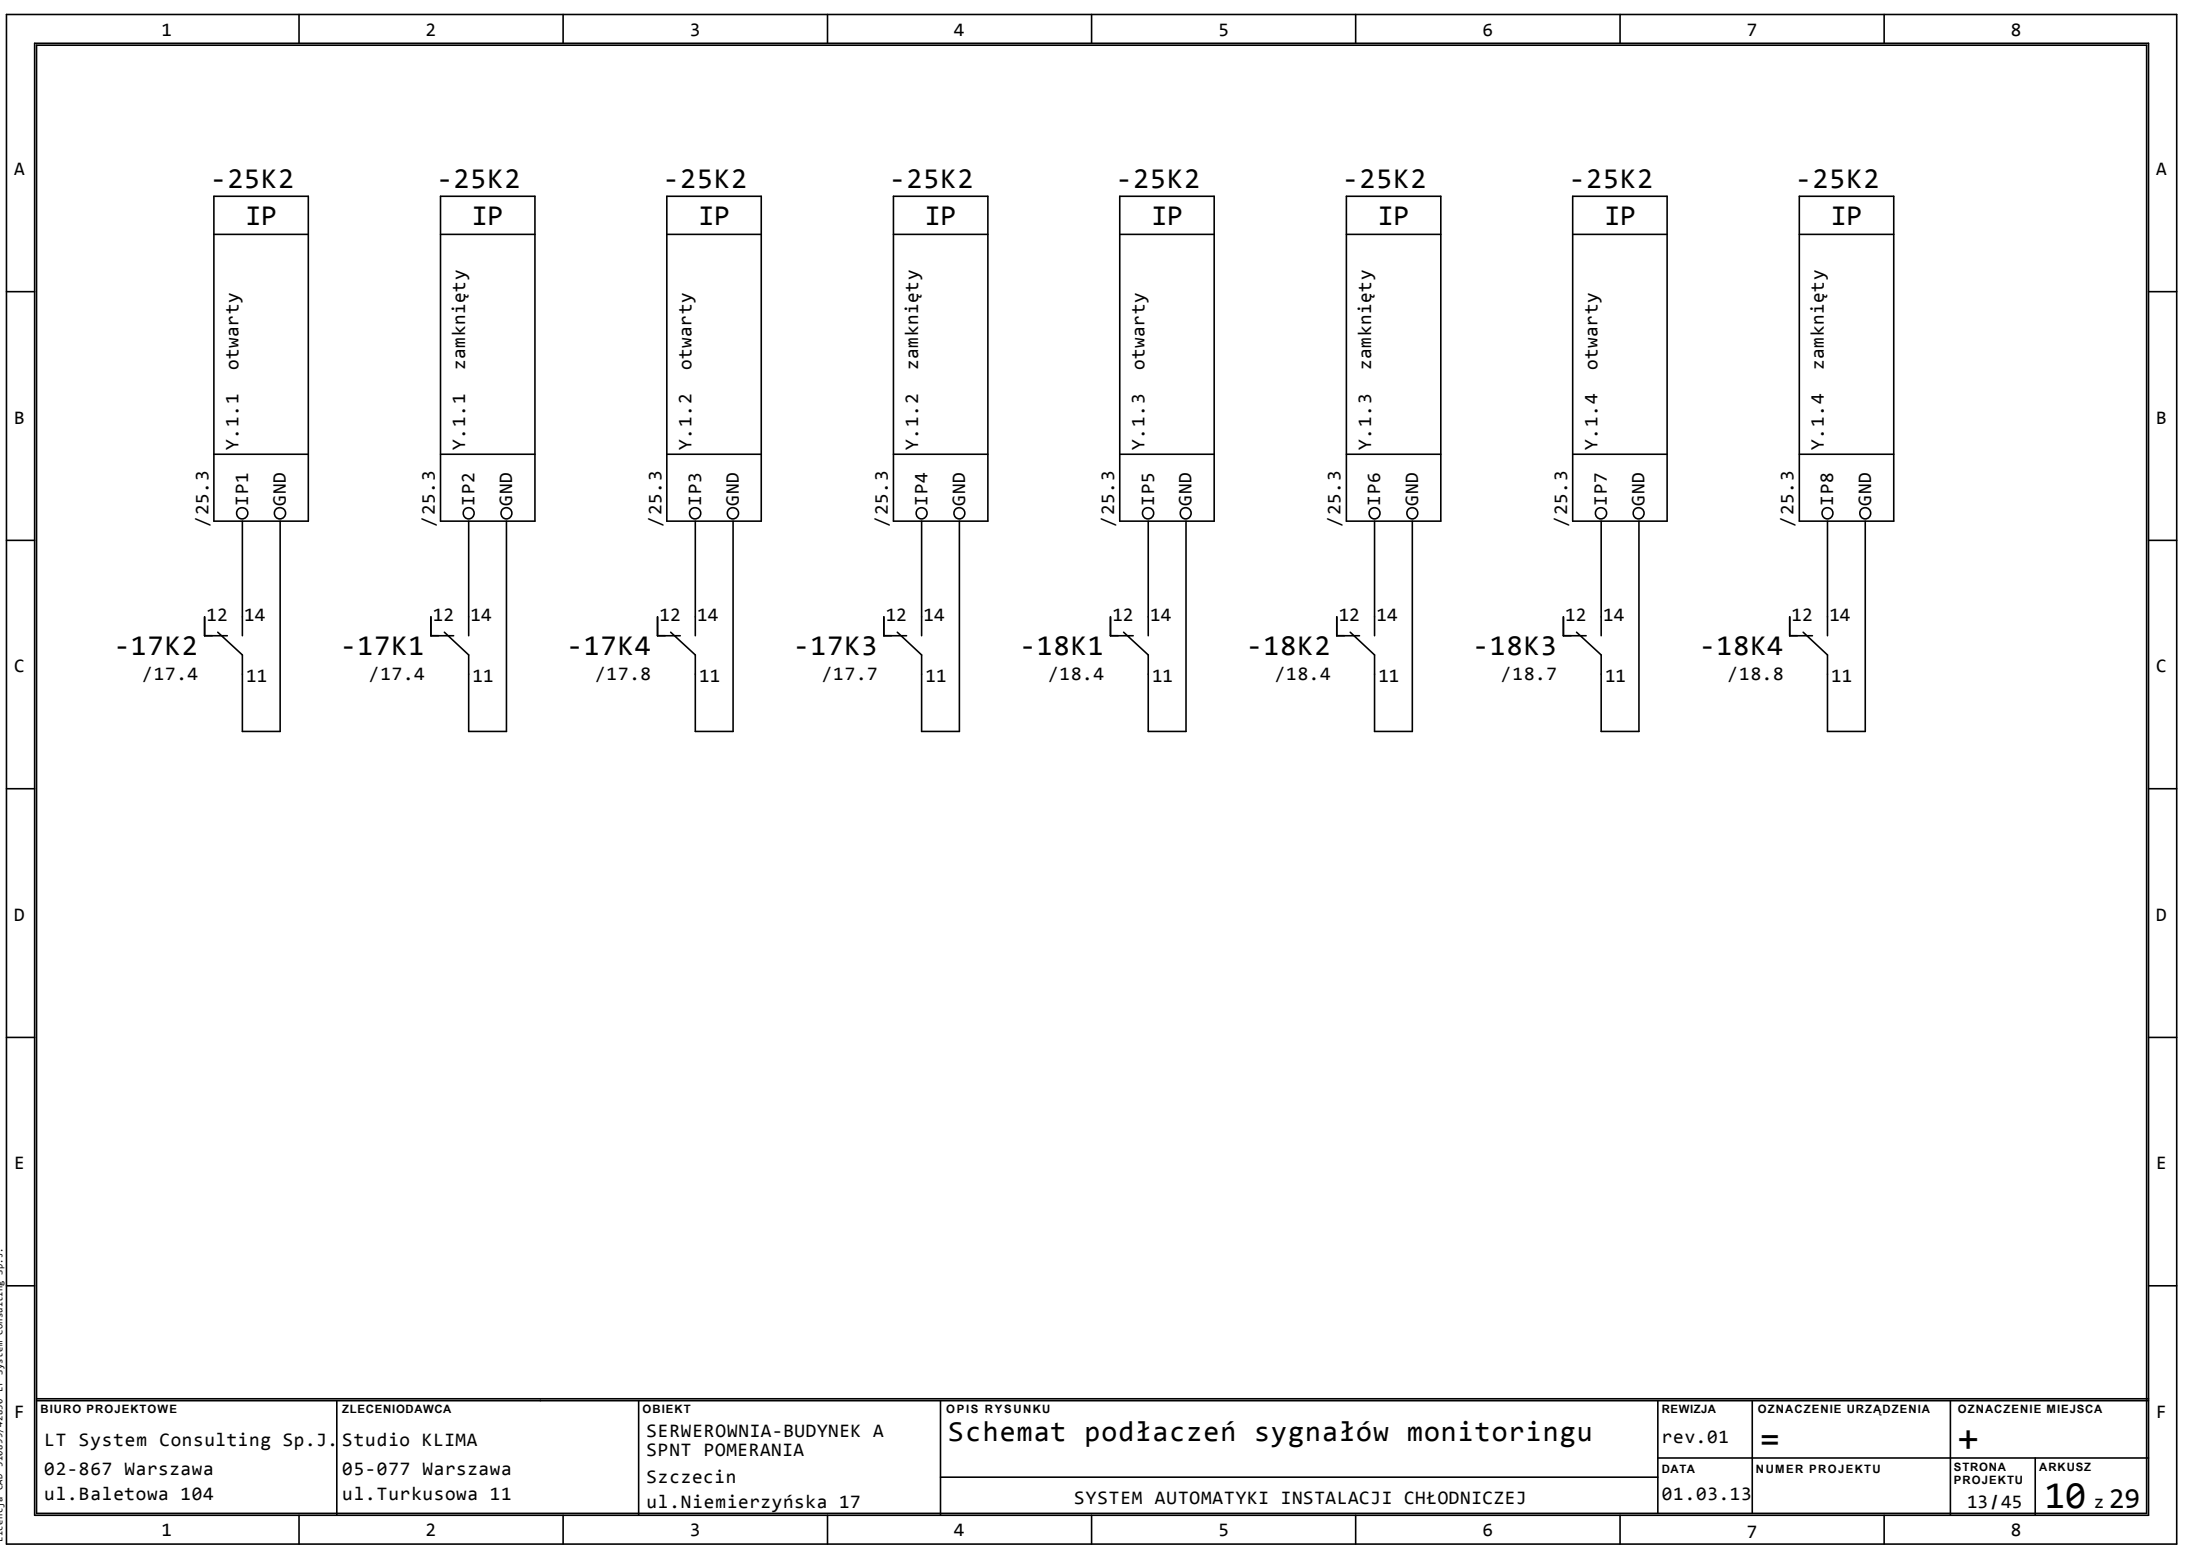 1 2 3 4 5 6 7 8
A A
-25K2 -25K2 -25K2 -25K2 -25K2 -25K2 -25K2 -25K2
IP IP IP IP IP IP IP IP
Y.1.1 otwarty
Y.1.1 zamknięty
Y.1.2 otwarty
Y.1.2 zamknięty
Y.1.3 otwarty
Y.1.3 zamknięty
Y.1.4 otwarty
Y.1.4 zamknięty
B B
/25.3 IP1 GND
/25.3 IP2 GND
/25.3 IP3 GND
/25.3 IP4 GND
/25.3 IP5 GND
/25.3 IP6 GND
/25.3 IP7 GND
/25.3 IP8 GND
12 14 12 14 12 14 12 14 12 14 12 14 12 14 12 14
-17K2 -17K1 -17K4 -17K3 -18K1 -18K2 -18K3 -18K4
C C
/17.4 11 /17.4 11 /17.8 11 /17.7 11 /18.4 11 /18.4 11 /18.7 11 /18.8 11
D D
E E
F F
BIURO PROJEKTOWE
LT System Consulting Sp.J.
02-867 Warszawa
ul.Baletowa 104
ZLECENIODAWCA
Studio KLIMA
05-077 Warszawa
ul.Turkusowa 11
OBIEKT
SERWEROWNIA-BUDYNEK A
SPNT POMERANIA
Szczecin
ul.Niemierzyńska 17
OPIS RYSUNKU
Schemat podłaczeń sygnałów monitoringu
SYSTEM AUTOMATYKI INSTALACJI CHŁODNICZEJ
REWIZJA
rev.01
DATA
01.03.13
OZNACZENIE URZĄDZENIA
=
NUMER PROJEKTU
OZNACZENIE MIEJSCA
+
STRONA
PROJEKTU
13/45
ARKUSZ
10 z 29
1 2 3 4 5 6 7 8